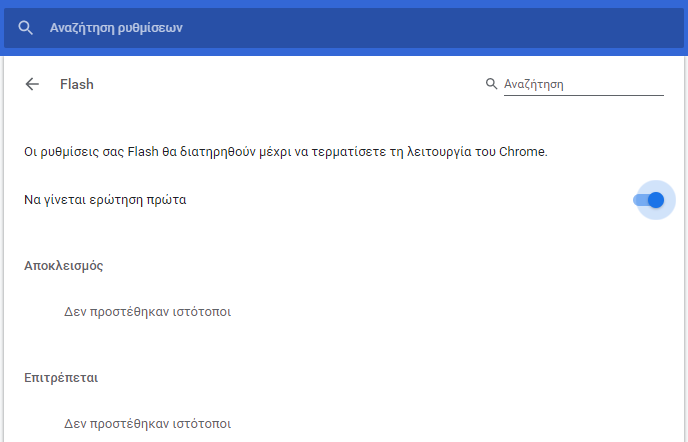 Αναζήτηση ρυθμίσεων
Flash
Αναζήτηση
Οι ρυθμίσεις σας Flash θα διατηρηθούν μέχρι να τερματίσετε τη λειτουργία του Chrome.
Να γίνεται ερώτηση πρώτα
Αποκλεισμός
Δεν προστέθηκαν ιστότοποι
Επιτρέπεται
Δεν προστέθηκαν ιστότοποι